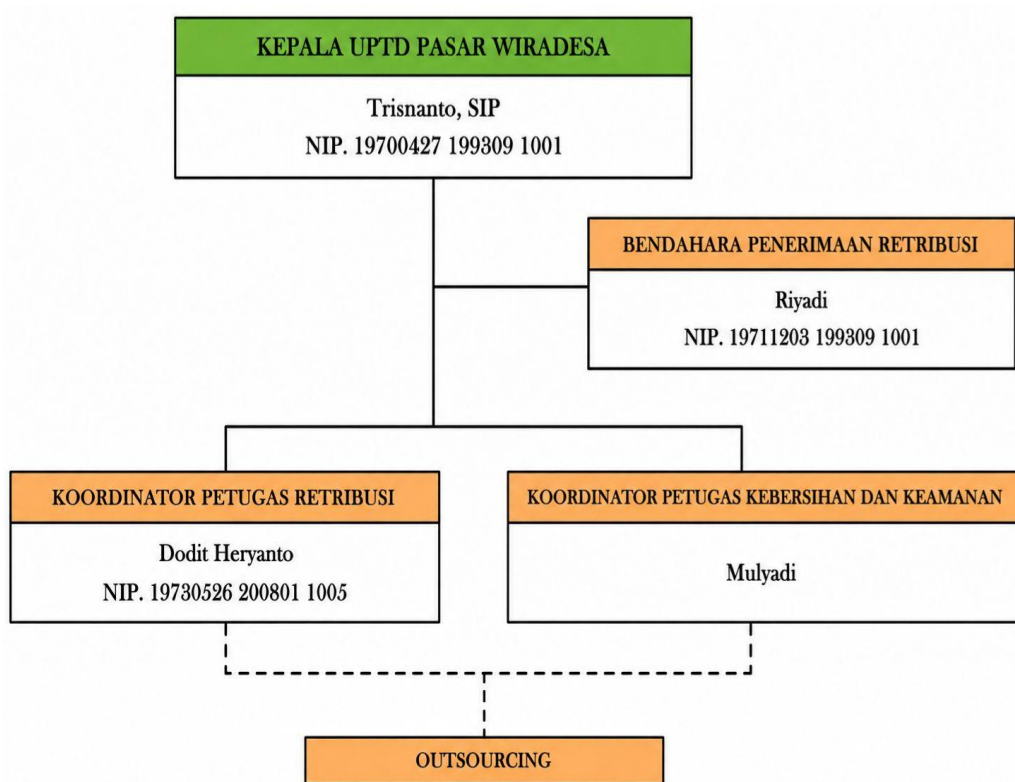 KEPALA UPTD PASAR WIRADESA
Trisnanto, SIP
NIP. 19700427 199309 1001
BENDAHARA PENERIMAAN RETRIBUSI
Riyadi
NIP. 19711203 199309 1001
KOORDINATOR PETUGAS RETRIBUSI
Dodit Heryanto
NIP. 19730526 200801 1005
KOORDINATOR PETUGAS KEBERSIHAN DAN KEAMANAN
Mulyadi
OUTSOURCING